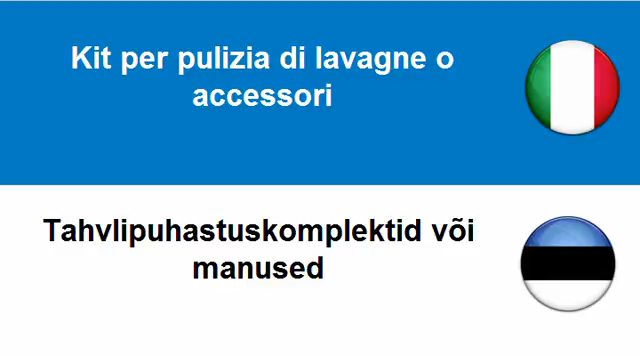 Kit per pulizia di lavagne o
accessori
Tahvlipuhastuskomplektid või
manused